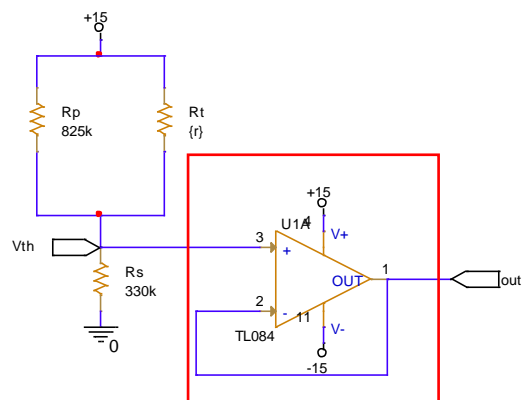 +15
Rp
825k
Rt
{r}
Vth
Rs
330k
0
+15
U1A
4
V+
3
+
1
OUT
2
-
11
V-
TL084
-15
out